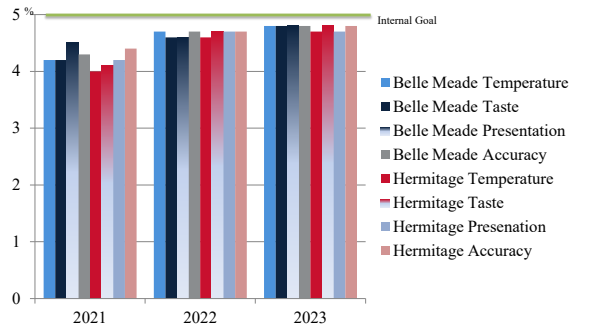 5 %
Internal Goal
4
3
2
1
0
2021 2022 2023
Belle Meade Temperature
Belle Meade Taste
Belle Meade Presentation
Belle Meade Accuracy
Hermitage Temperature
Hermitage Taste
Hermitage Presenation
Hermitage Accuracy